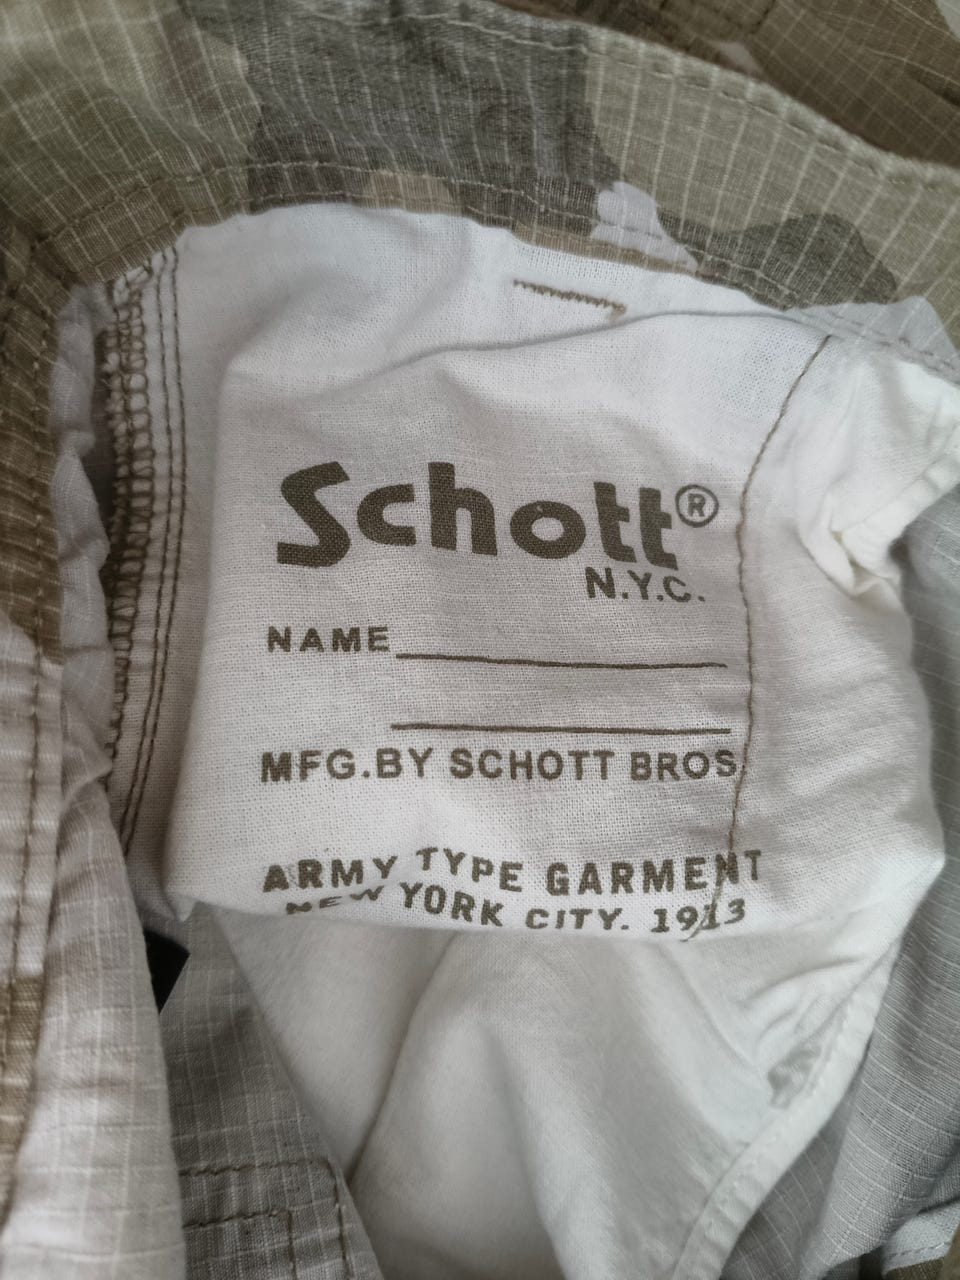 Schott®
N.Y.C.
NAME
MFG.BY SCHOTT BROS
ARMY TYPE GARMENT
NEW YORK CITY. 1913